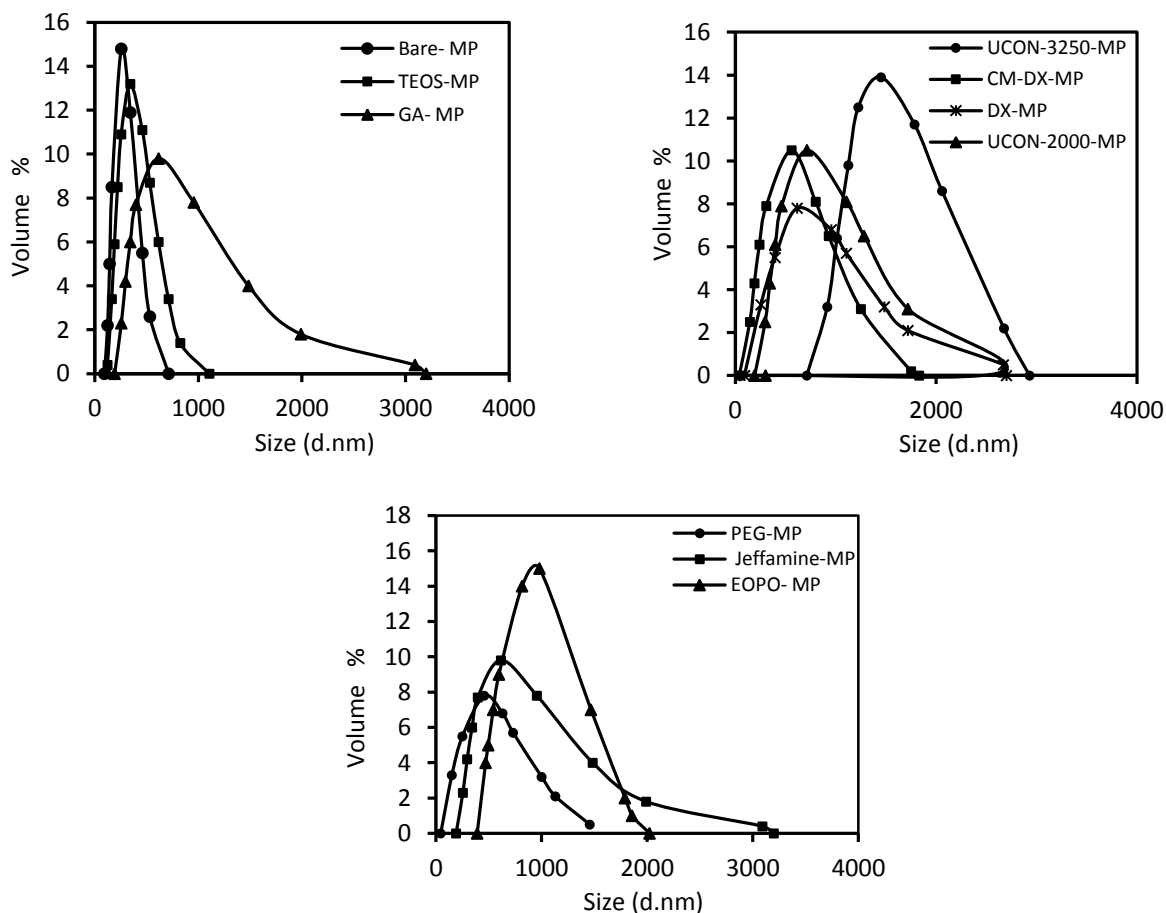 16
14
12
10
8
6
4
2
0
Volume %
0 1000 2000 3000 4000
Size (d.nm)
Bare- MP
TEOS-MP
GA- MP
16
14
12
10
8
6
4
2
0
Volume %
0 2000 4000
Size (d.nm)
UCON-3250-MP
CM-DX-MP
DX-MP
UCON-2000-MP
18
16
14
12
10
8
6
4
2
0
Volume %
0 1000 2000 3000 4000
Size (d.nm)
PEG-MP
Jeffamine-MP
EOPO- MP